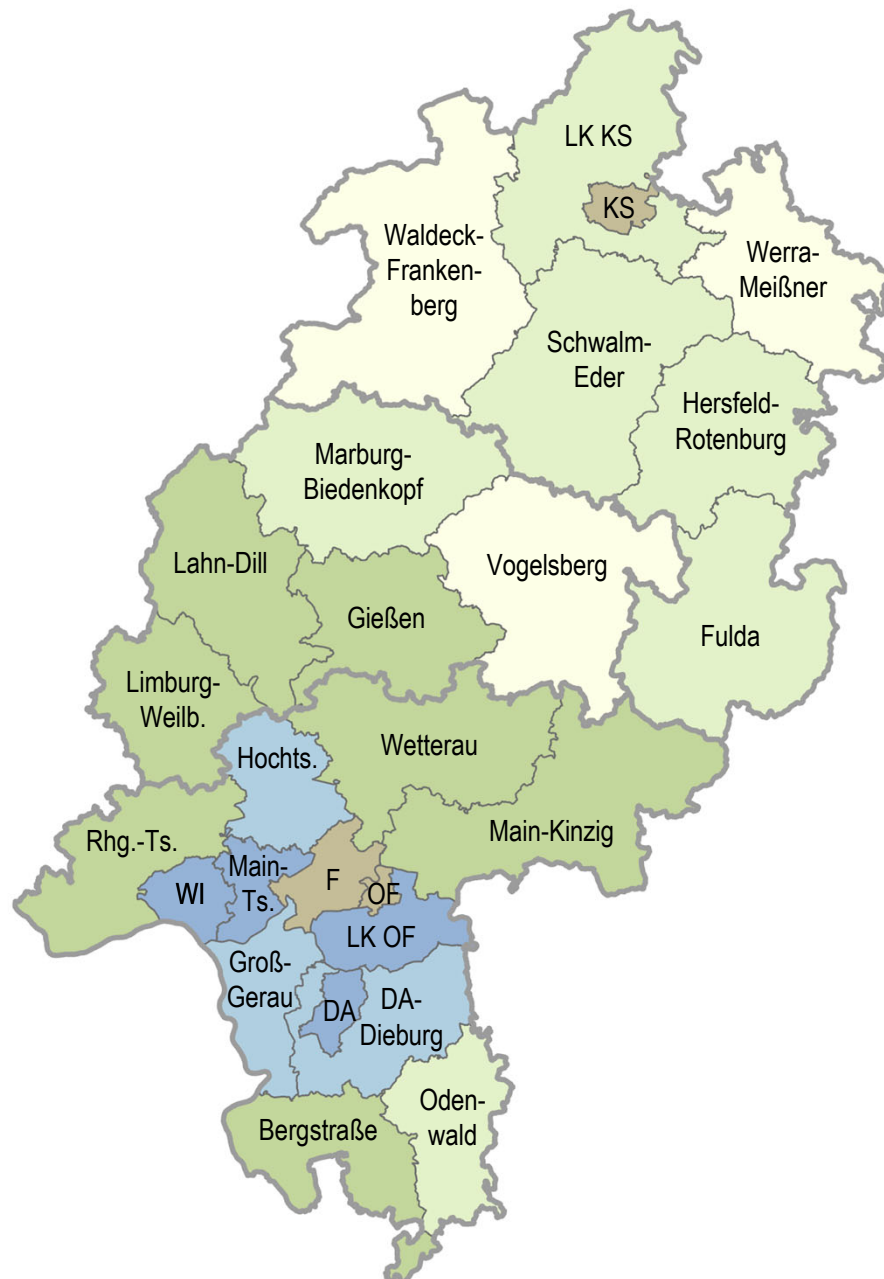 LK KS
KS
Waldeck-
Franken-
berg
Werra-
Meißner
Schwalm-
Eder
Hersfeld-
Rotenburg
Marburg-
Biedenkopf
Lahn-Dill
Vogelsberg
Gießen
Fulda
Limburg-
Weilb.
Wetterau
Hochts.
Main-Kinzig
Rhg.-Ts.
Main-
Ts.
WI
F
OF
LK OF
Groß-
Gerau
DA
DA-
Dieburg
Oden-
wald
Bergstraße